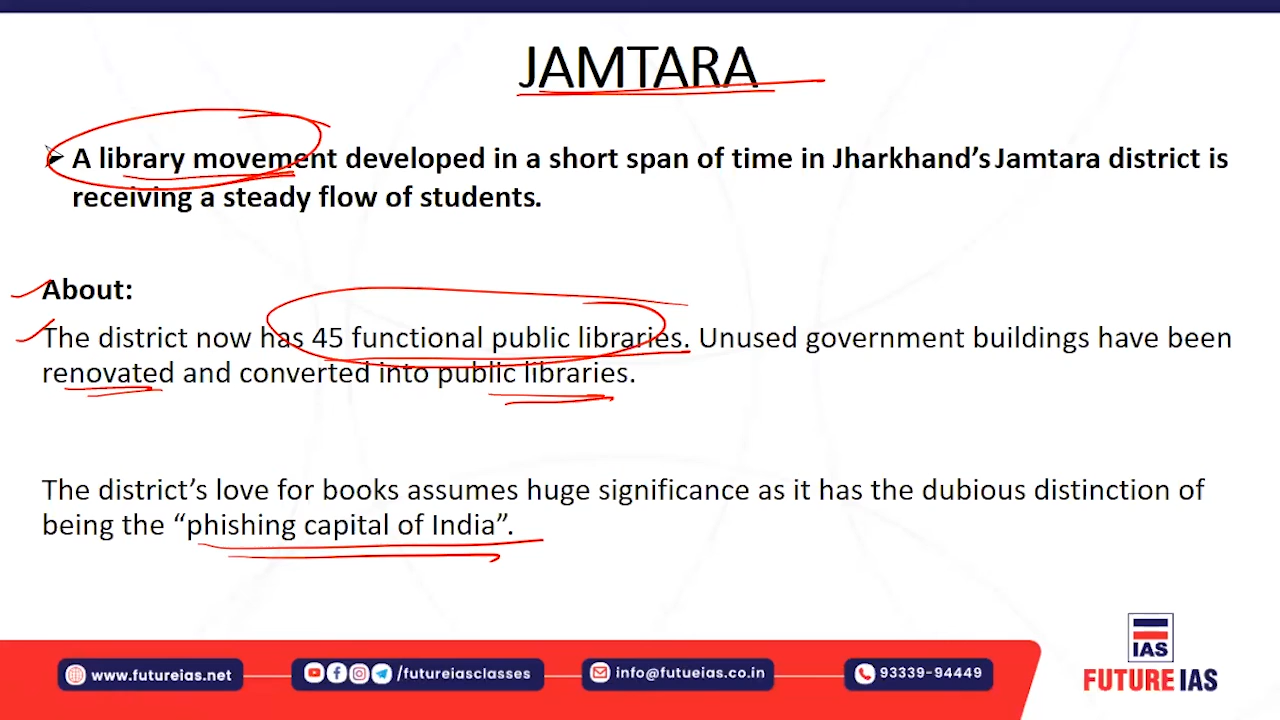 JAMTARA
➤ A library movement developed in a short span of time in Jharkhand’s Jamtara district is
receiving a steady flow of students.
About:
The district now has 45 functional public libraries. Unused government buildings have been
renovated and converted into public libraries.
The district’s love for books assumes huge significance as it has the dubious distinction of
being the “phishing capital of India”.
IAS
FUTURE IAS
www.futureias.net
/futureiasclasses
info@futueias.co.in
93339-94449